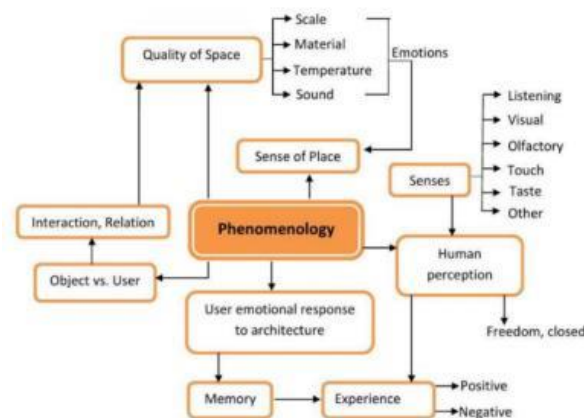 Scale
Quality of Space
Material
Emotions
Temperature
Sound
Listening
Visual
Sense of Place
Olfactory
Senses
Touch
Taste
Other
Interaction, Relation
Phenomenology
Human
perception
Object vs. User
User emotional response
to architecture
Freedom, closed
Memory
Experience
Positive
Negative